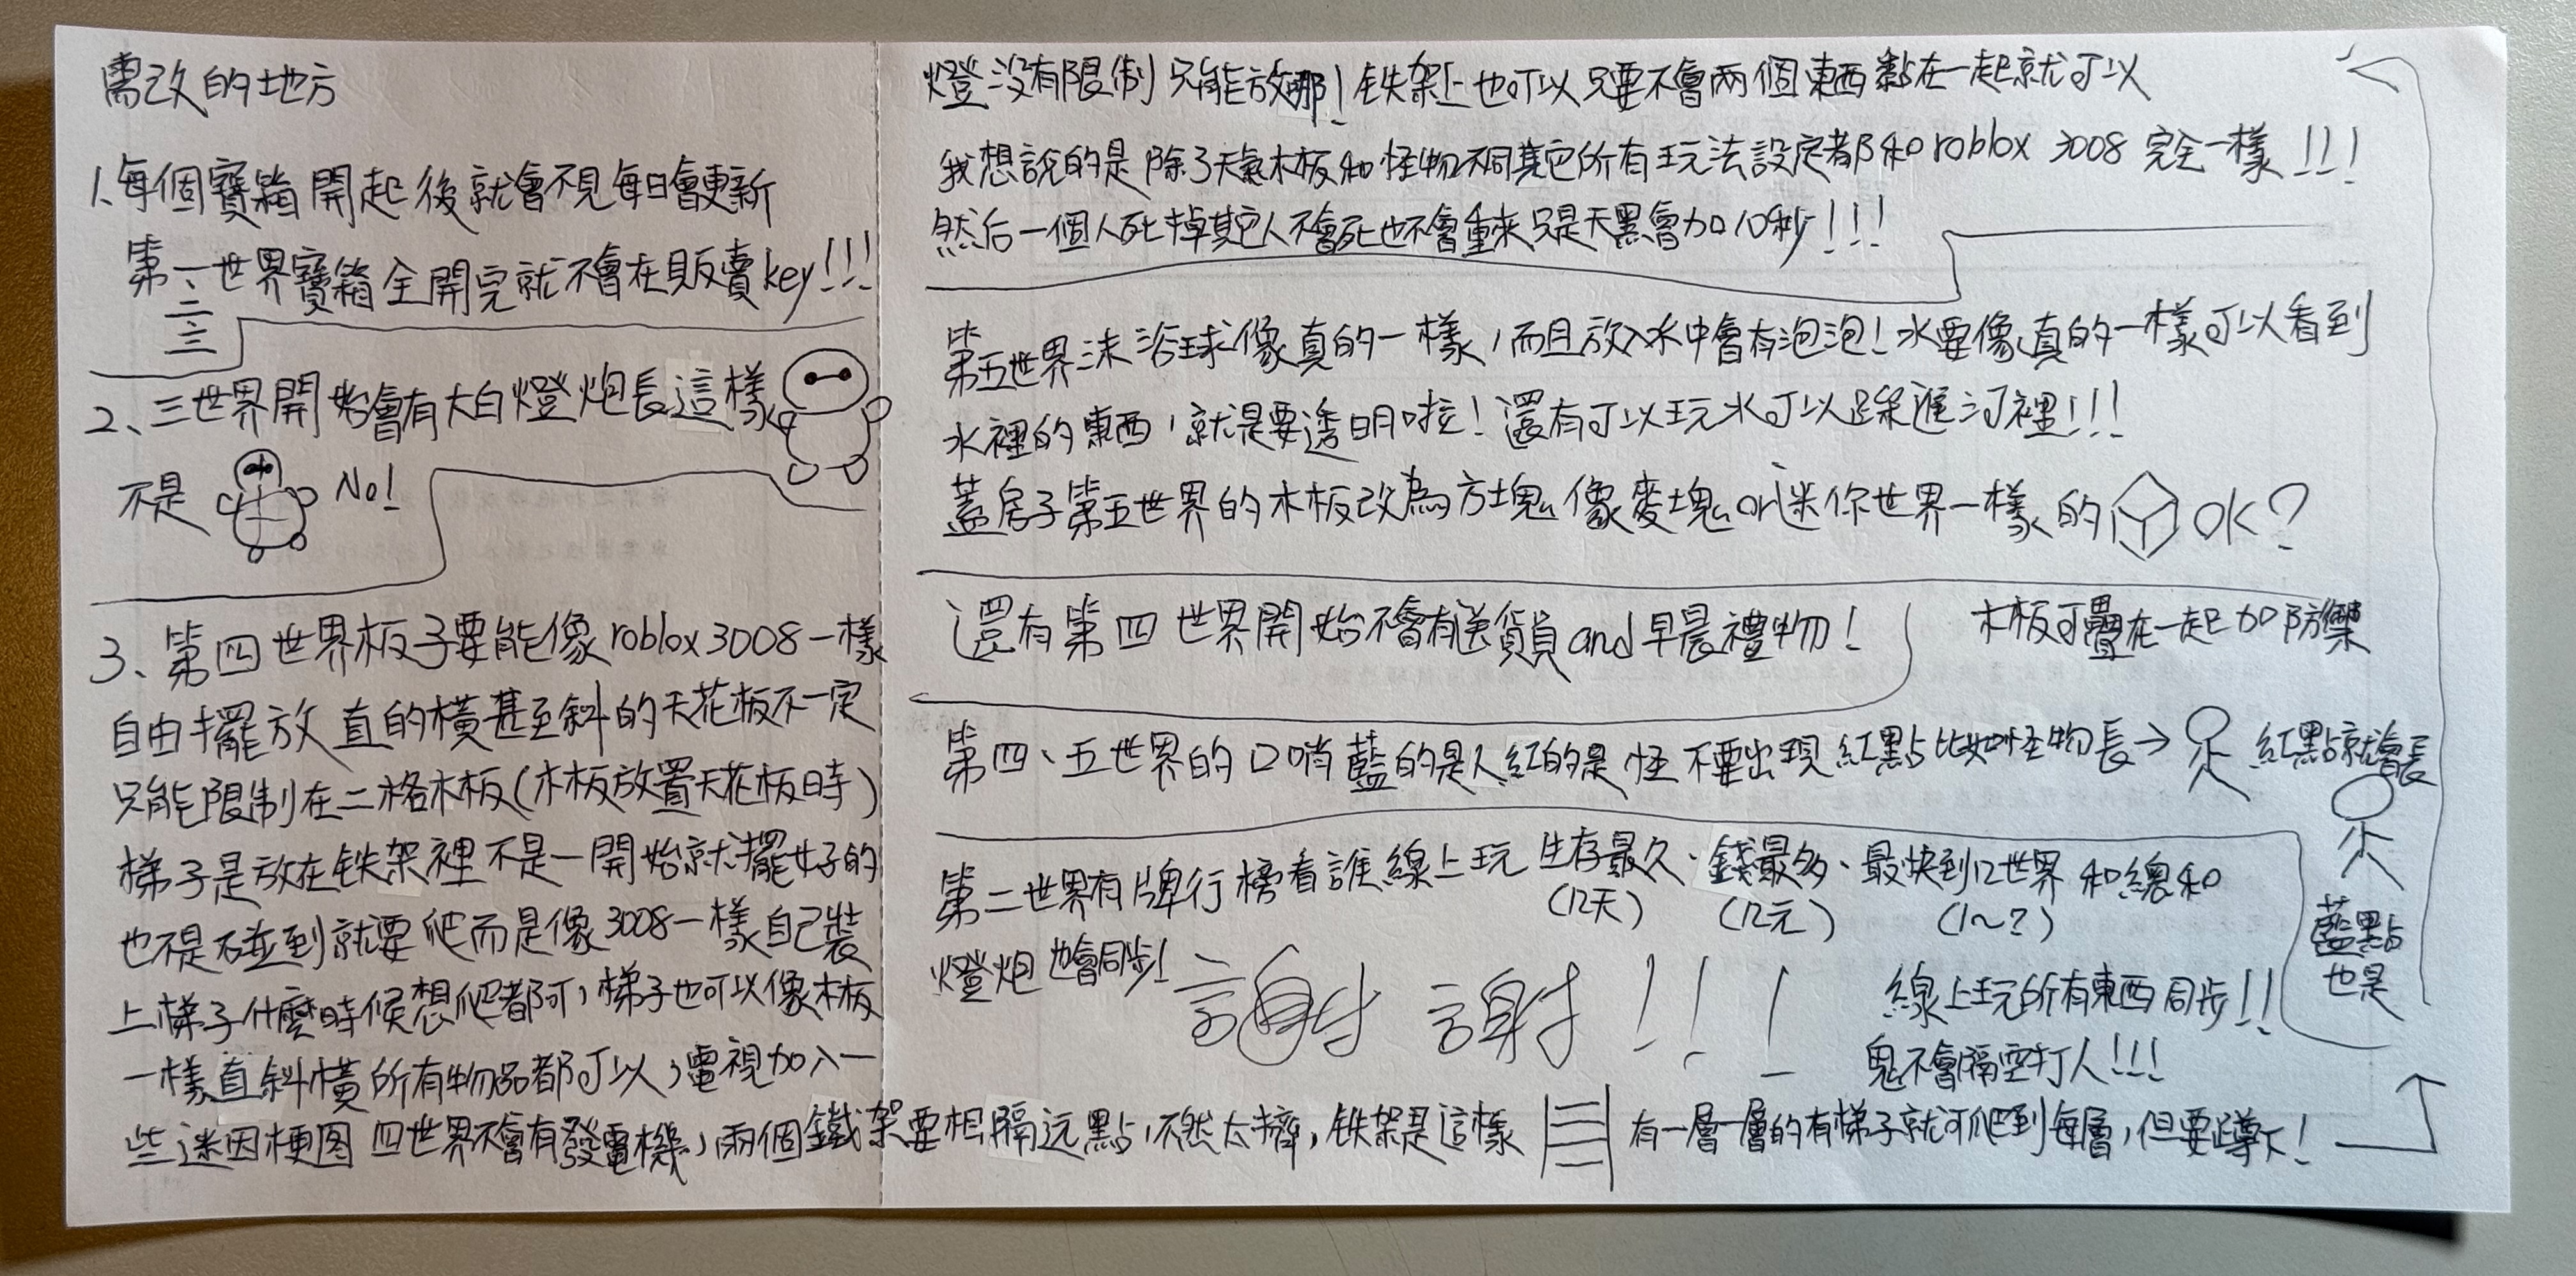 需改的地方
1.每個寶箱開起後就會不見每日會更新
第一、二、三世界寶箱全開完就不會在販賣key!!!
2、三世界開始會有大白燈炮長這樣
不是 No!
3、第四世界板子要能像roblox 3008一樣
自由擺放直的橫甚至斜的天花板不一定
只能限制在二格木板(木板放置天花板時)
梯子是放在铁架裡不是一開始就擺好的
也不是碰到就要爬而是像3008一樣自己裝
上梯子什麼時候想爬都可,梯子也可以像木板
一樣直斜橫所有物品都可以,電視加入一
些迷因梗图 四世界不會有發電機,兩個鐵架要相隔远點,不然太擠,铁架是這樣 有一層一層的有梯子就可爬到每層,但要蹲下!
燈沒有限制只能放哪!铁架上也可以只要不會兩個東西黏在一起就可以
我想說的是除了天氣木板和怪物不同其它所有玩法設定都和roblox 3008 完全一樣!!!
然后一個人死掉其它人不會死也不會重來只是天黑會加10秒!!!
第五世界沫浴球像真的一樣,而且放入水中會有泡泡!水要像真的一樣可以看到
水裡的東西,就是要透明啦!還有可以玩水可以踩進河裡!!!
蓋房子第五世界的木板改為方塊像麥塊or迷你世界一樣的 OK?
還有第四世界開始不會有送貨員and早晨禮物!
木板可疊在一起加防禦
第四、五世界的口哨藍的是人紅的是怪不要出現紅點比如怪物長→ 紅點就會長
藍點
也是
第二世界有牌行榜看誰線上玩 生存最久、錢最多、最快到12世界 和總和
(12天) (12元) (1~?)
燈炮也會同步!
謝謝!!!
線上玩所有東西同步!!
鬼不會隔空打人!!!